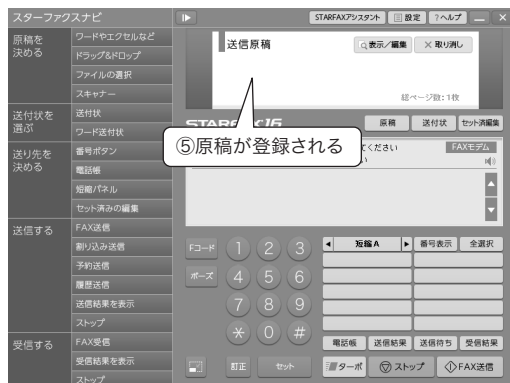 スターファクスナビ
STARFAXアシスタント
設定
?ヘルプ
原稿を
決める
ワードやエクセルなど
ドラッグ&ドロップ
ファイルの選択
スキャナー
送付状を
選ぶ
送付状
ワード送付状
送り先を
決める
番号ボタン
電話帳
短縮パネル
セット済みの編集
送信する
FAX送信
割り込み送信
予約送信
履歴送信
送信結果を表示
ストップ
受信する
FAX受信
受信結果を表示
ストップ
送信原稿
表示/編集
取り消し
総ページ数:1枚
⑤原稿が登録される
原稿
送付状
セット済編集
ください
FAXモデム
Fコード
1
2
3
ポーズ
4
5
6
7
8
9
*
0
#
訂正
セット
短縮A
番号表示
全選択
電話帳
送信結果
送信待ち
受信結果
ターボ
ストップ
FAX送信